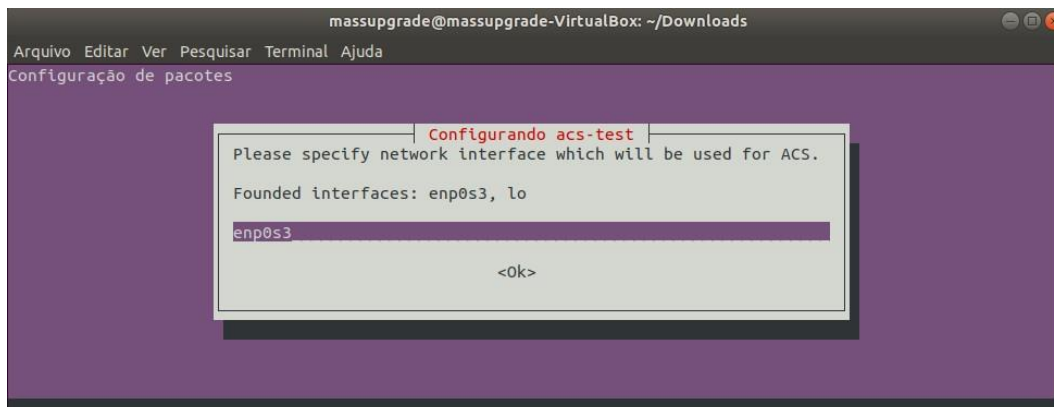 massupgrade@massupgrade-VirtualBox: ~/Downloads
Arquivo Editar Ver Pesquisar Terminal Ajuda
Configuração de pacotes
Configurando acs-test
Please specify network interface which will be used for ACS.
Founded interfaces: enp0s3, lo
enp0s3
<Ok>